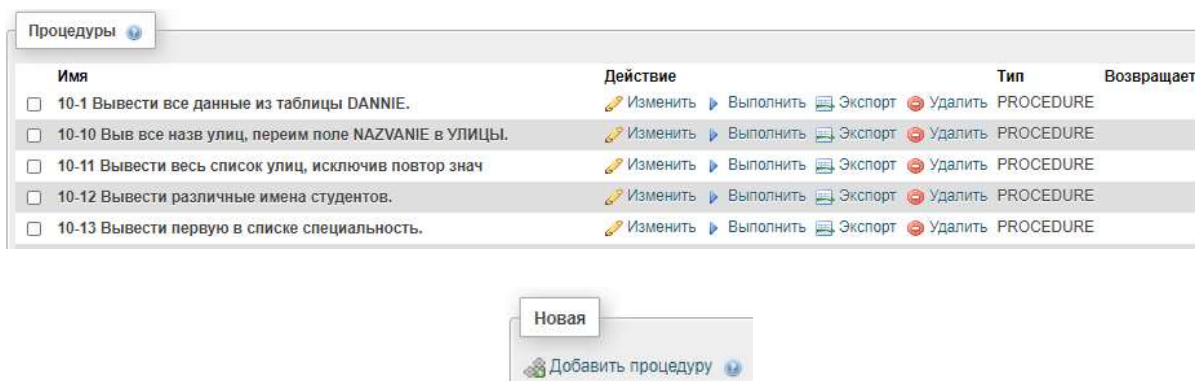 Процедуры
Имя Действие Тип Возвращает
10-1 Вывести все данные из таблицы DANNIE. Изменить Выполнить Экспорт Удалить PROCEDURE
10-10 Выв все назв улиц, переим поле NAZVANIE в УЛИЦЫ. Изменить Выполнить Экспорт Удалить PROCEDURE
10-11 Вывести весь список улиц, исключив повтор знач Изменить Выполнить Экспорт Удалить PROCEDURE
10-12 Вывести различные имена студентов. Изменить Выполнить Экспорт Удалить PROCEDURE
10-13 Вывести первую в списке специальность. Изменить Выполнить Экспорт Удалить PROCEDURE
Новая
Добавить процедуру